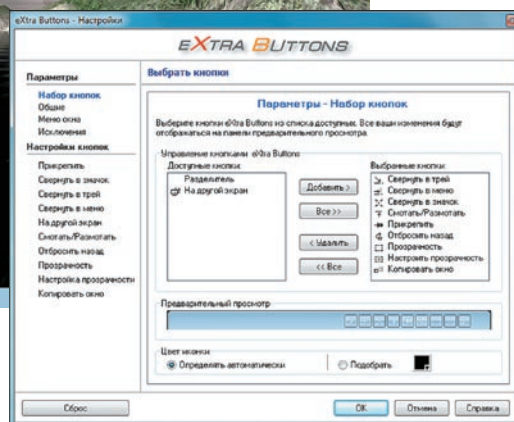 eXtra Buttons - Настройки
EXTRA BUTTONS
Параметры
Набор кнопок
Общие
Меню окна
Исключения
Настройки кнопок
Прикрепить
Свернуть в значок
Свернуть в трей
Свернуть в меню
На другой экран
Смотать/Размотать
Отбросить назад
Прозрачность
Настройка прозрачности
Копировать окно
Выбрать кнопки
Параметры - Набор кнопок
Выберите кнопки eXtra Buttons из списка доступных. Все ваши изменения будут
отображаться на панели предварительного просмотра.
Управление кнопками eXtra Buttons
Доступные кнопки:
Разделитель
На другой экран
Добавить >
Все >>
< Удалить
<< Все
Выбранные кнопки:
Свернуть в трей
Свернуть в меню
Свернуть в значок
Смотать/Размотать
Прикрепить
Отбросить назад
Прозрачность
Настроить прозрачность
Копировать окно
Предварительный просмотр
Цвет иконки
Определять автоматически
Подобрать
Сброс
OK
Отмена
Справка